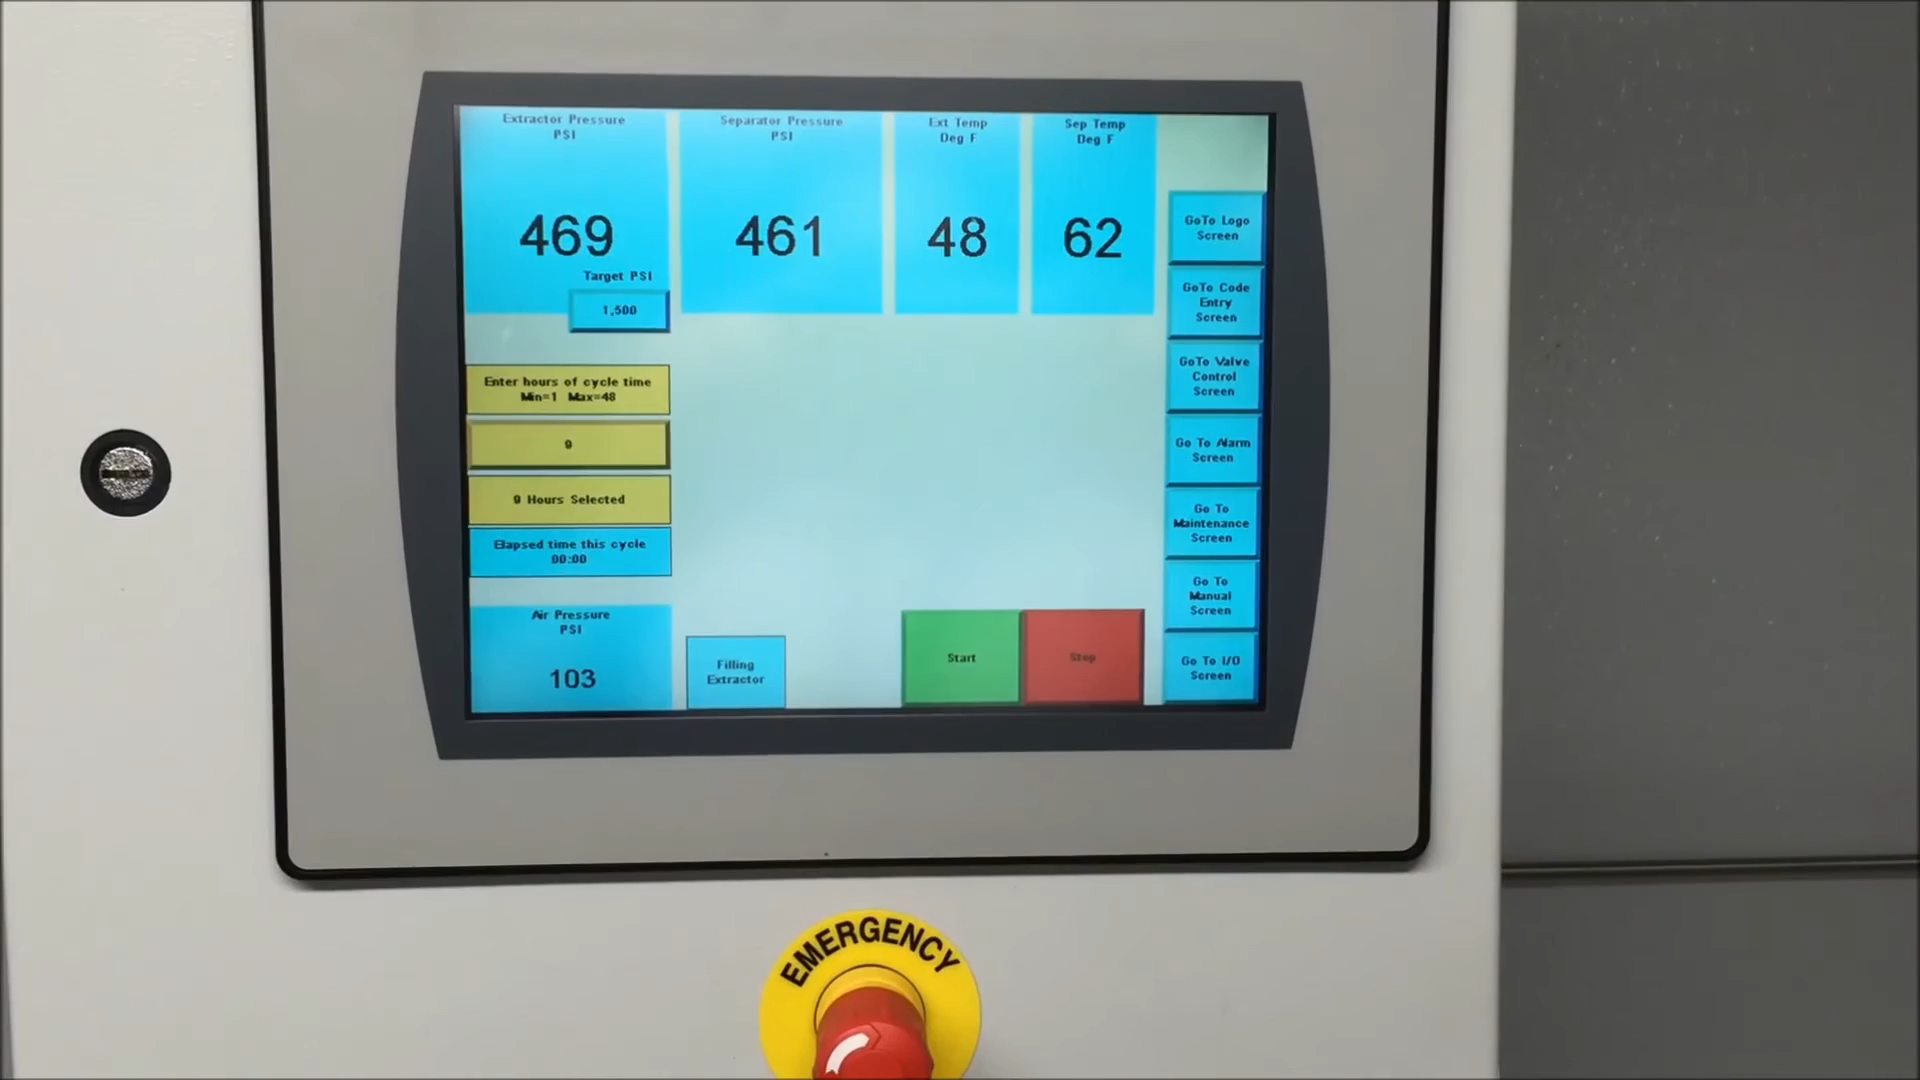 Extractor Pressure
PSI
469
Target PSI
1,500
Separator Pressure
PSI
461
Ext Temp
Deg F
48
Sep Temp
Deg F
62
Enter hours of cycle time
Min=1 Max=48
9
9 Hours Selected
Elapsed time this cycle
00:00
Air Pressure
PSI
103
Filling
Extractor
Start
Stop
GoTo Logo
Screen
GoTo Code
Entry
Screen
GoTo Valve
Control
Screen
Go To Alarm
Screen
Go To
Maintenance
Screen
Go To
Manual
Screen
Go To I/O
Screen
EMERGENCY